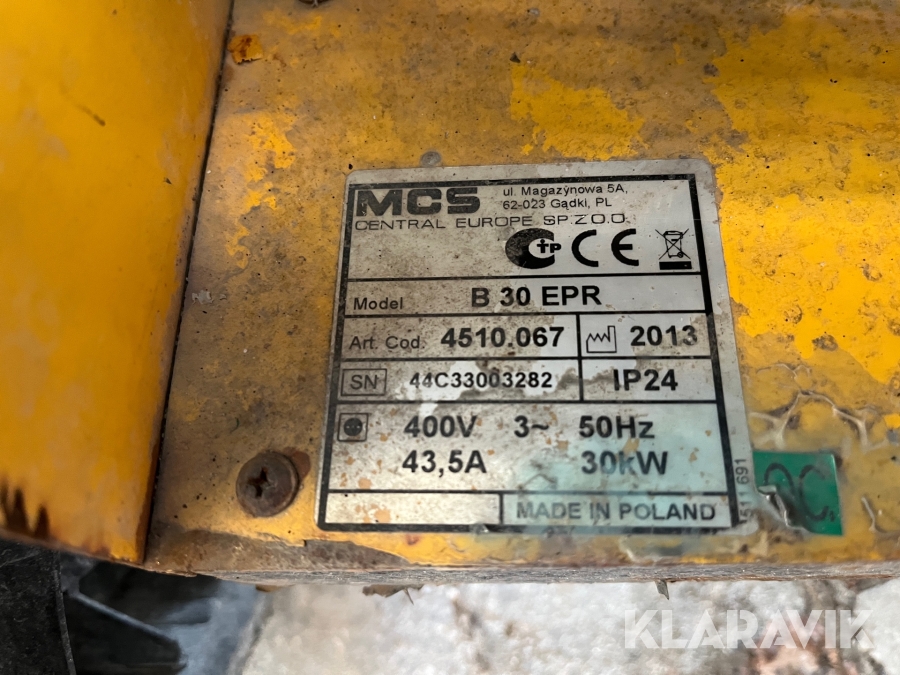 MCS
ul. Magazynowa 5A,
62-023 Gądki, PL
CENTRAL EUROPE SP. Z O.O.
CE
Model B 30 EPR
Art. Cod. 4510.067 2013
SN 44C33003282 IP24
400V 3~ 50Hz
43,5A 30kW
MADE IN POLAND
691
KLARAVIK